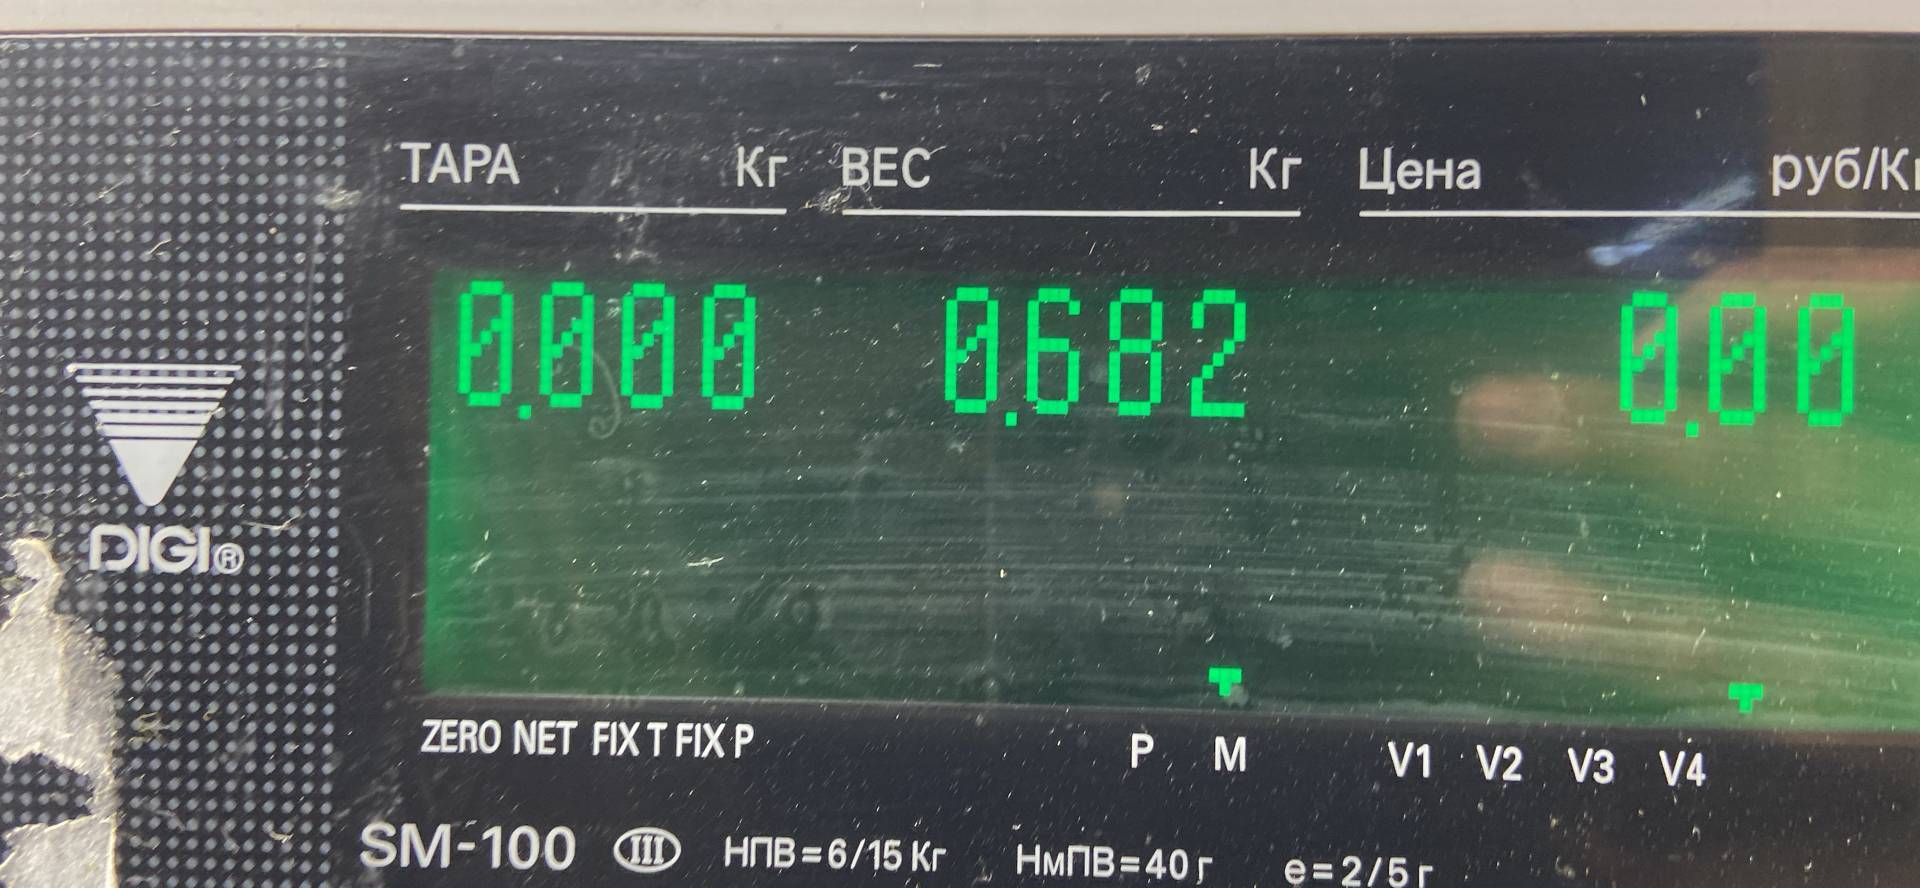 ТАРА Кг ВЕС Кг Цена руб/Кг
0.000 0.682 0.00
DIGI®
ZERO NET FIX T FIX P P M V1 V2 V3 V4
SM-100 III НПВ=6/15 Кг НмПВ=40 г e=2/5 г